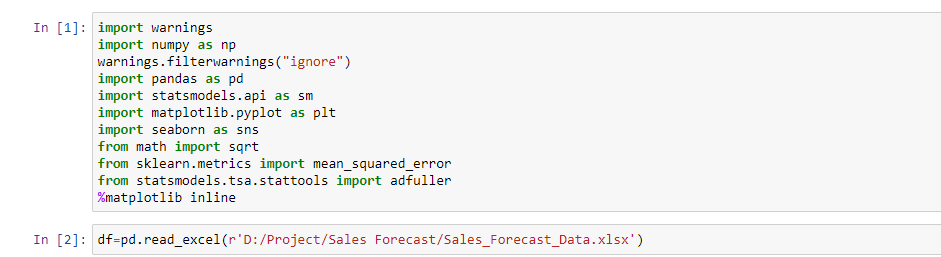 In [1]: import warnings
import numpy as np
warnings.filterwarnings("ignore")
import pandas as pd
import statsmodels.api as sm
import matplotlib.pyplot as plt
import seaborn as sns
from math import sqrt
from sklearn.metrics import mean_squared_error
from statsmodels.tsa.stattools import adfuller
%matplotlib inline
In [2]: df=pd.read_excel(r'D:/Project/Sales Forecast/Sales_Forecast_Data.xlsx')